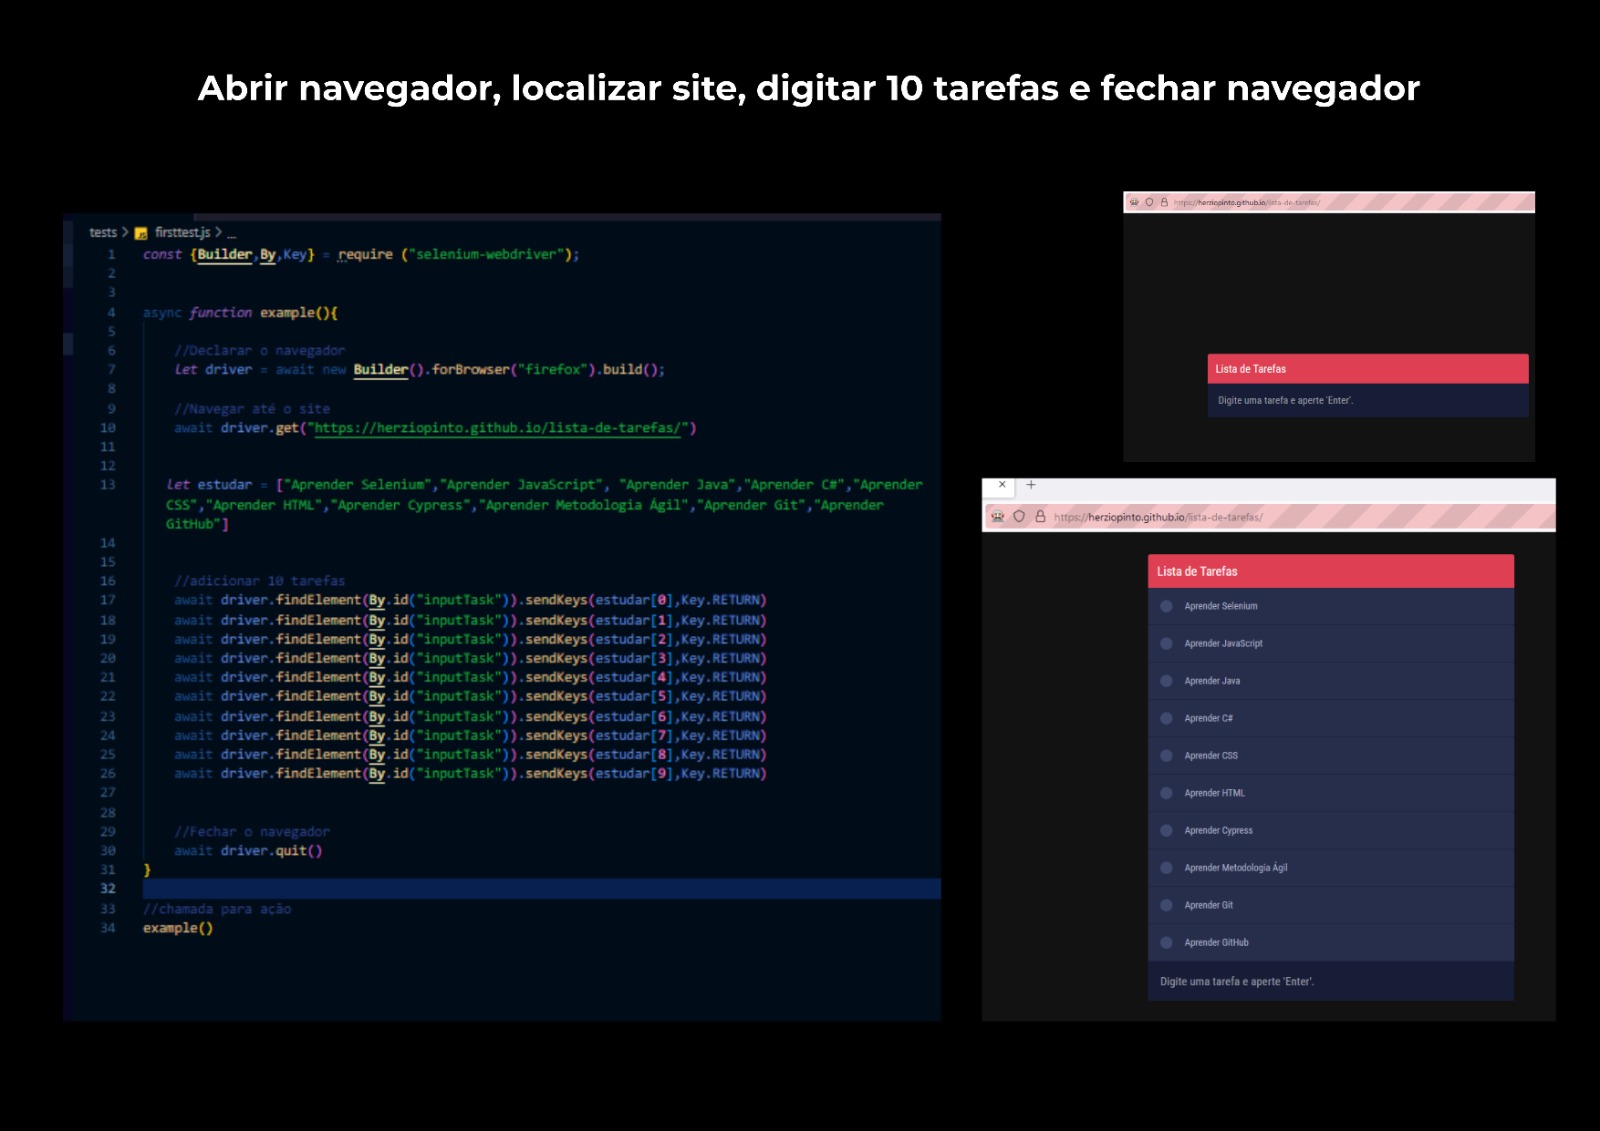 Abrir navegador, localizar site, digitar 10 tarefas e fechar navegador
tests > JS firsttest.js > ...
1 const {Builder,By,Key} = require ("selenium-webdriver");
2
3
4 async function example(){
5
6 //Declarar o navegador
7 let driver = await new Builder().forBrowser("firefox").build();
8
9 //Navegar até o site
10 await driver.get("https://herziopinto.github.io/lista-de-tarefas/")
11
12
13 let estudar = ["Aprender Selenium","Aprender JavaScript", "Aprender Java","Aprender C#","Aprender
CSS","Aprender HTML","Aprender Cypress","Aprender Metodologia Ágil","Aprender Git","Aprender
GitHub"]
14
15
16 //adicionar 10 tarefas
17 await driver.findElement(By.id("inputTask")).sendKeys(estudar[0],Key.RETURN)
18 await driver.findElement(By.id("inputTask")).sendKeys(estudar[1],Key.RETURN)
19 await driver.findElement(By.id("inputTask")).sendKeys(estudar[2],Key.RETURN)
20 await driver.findElement(By.id("inputTask")).sendKeys(estudar[3],Key.RETURN)
21 await driver.findElement(By.id("inputTask")).sendKeys(estudar[4],Key.RETURN)
22 await driver.findElement(By.id("inputTask")).sendKeys(estudar[5],Key.RETURN)
23 await driver.findElement(By.id("inputTask")).sendKeys(estudar[6],Key.RETURN)
24 await driver.findElement(By.id("inputTask")).sendKeys(estudar[7],Key.RETURN)
25 await driver.findElement(By.id("inputTask")).sendKeys(estudar[8],Key.RETURN)
26 await driver.findElement(By.id("inputTask")).sendKeys(estudar[9],Key.RETURN)
27
28
29 //Fechar o navegador
30 await driver.quit()
31 }
32
33 //chamada para ação
34 example()
https://herziopinto.github.io/lista-de-tarefas/
Lista de Tarefas
Digite uma tarefa e aperte 'Enter'.
https://herziopinto.github.io/lista-de-tarefas/
Lista de Tarefas
Aprender Selenium
Aprender JavaScript
Aprender Java
Aprender C#
Aprender CSS
Aprender HTML
Aprender Cypress
Aprender Metodologia Ágil
Aprender Git
Aprender GitHub
Digite uma tarefa e aperte 'Enter'.